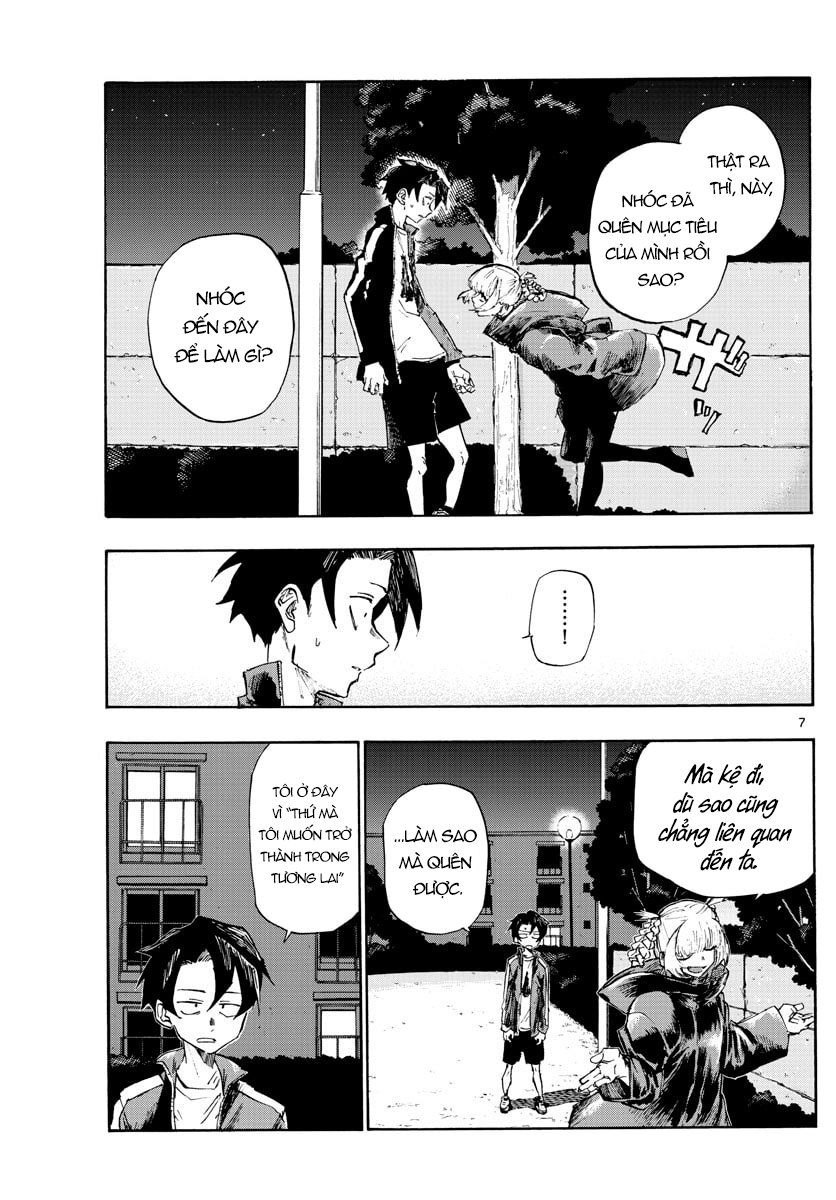 THẬT RA
THÌ, NÀY,
NHÓC ĐÃ
QUÊN MỤC TIÊU
CỦA MÌNH RỒI
SAO?
NHÓC
ĐẾN ĐÂY
ĐỂ LÀM GÌ?
......!
7
Mà kệ đi,
dù sao cũng
chẳng liên quan
đến ta.
...LÀM SAO
MÀ QUÊN
ĐƯỢC.
TÔI Ở ĐÂY
VÌ "THỨ MÀ
TÔI MUỐN TRỞ
THÀNH TRONG
TƯƠNG LAI"